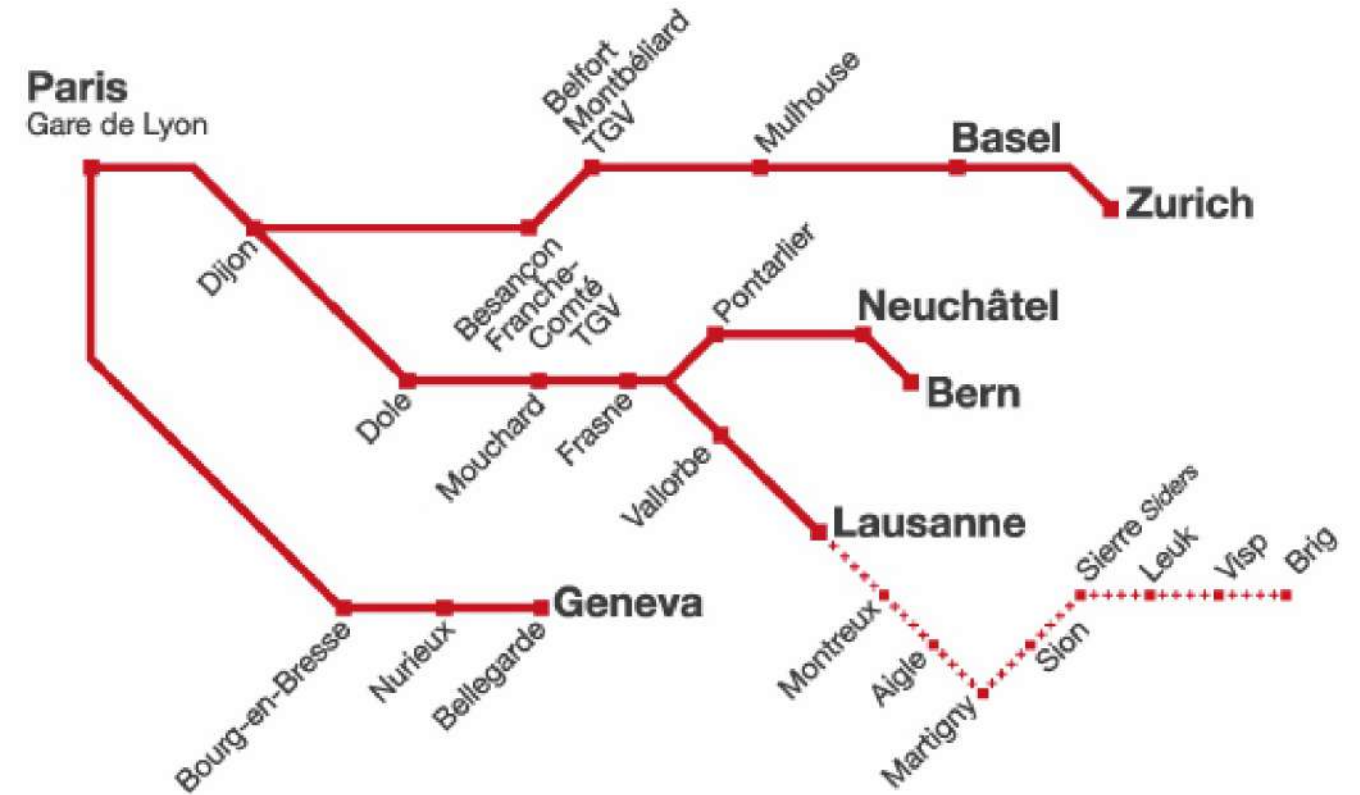 Paris
Gare de Lyon
Belfort
Montbéliard
TGV
Mulhouse
Basel
Zurich
Dijon
Besançon
Franche-
Comté
TGV
Pontarlier
Neuchâtel
Bern
Dole
Mouchard
Frasne
Vallorbe
Lausanne
Sierre Siders
Leuk
Visp
Brig
Geneva
Bourg-en-Bresse
Nurieux
Bellegarde
Montreux
Aigle
Martigny
Sion